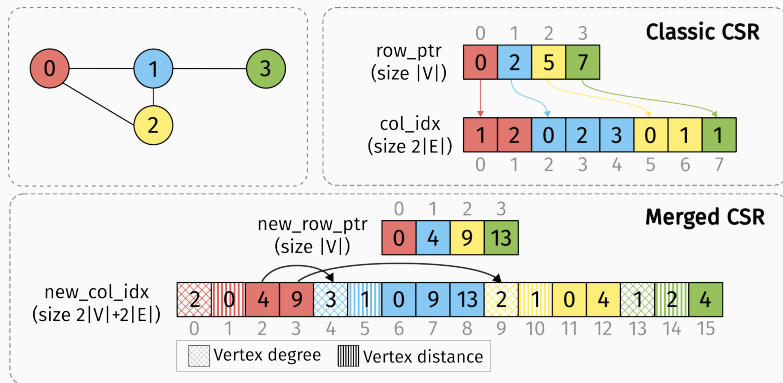 0 1 3
2
Classic CSR
0 1 2 3
row_ptr
(size |V|)
0 2 5 7
col_idx
(size 2|E|)
1 2 0 2 3 0 1 1
0 1 2 3 4 5 6 7
Merged CSR
0 1 2 3
new_row_ptr
(size |V|)
0 4 9 13
new_col_idx
(size 2|V|+2|E|)
2 0 4 9 3 1 0 9 13 2 1 0 4 1 2 4
0 1 2 3 4 5 6 7 8 9 10 11 12 13 14 15
Vertex degree Vertex distance